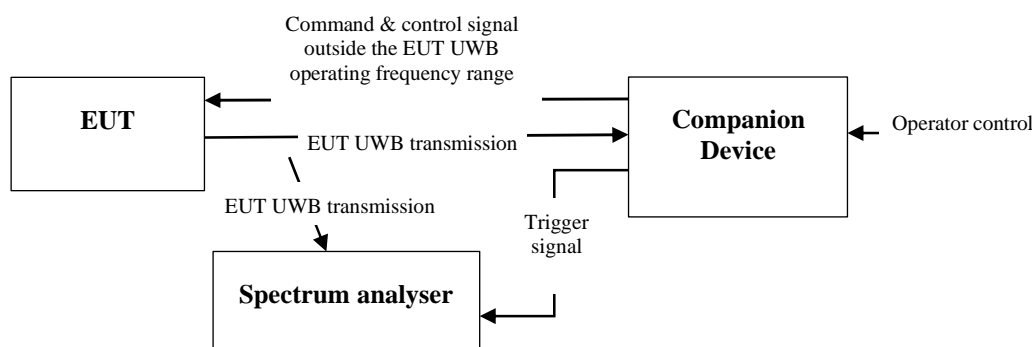 Command & control signal
outside the EUT UWB
operating frequency range
EUT
Companion
Device
Operator control
EUT UWB transmission
EUT UWB transmission
Trigger
signal
Spectrum analyser